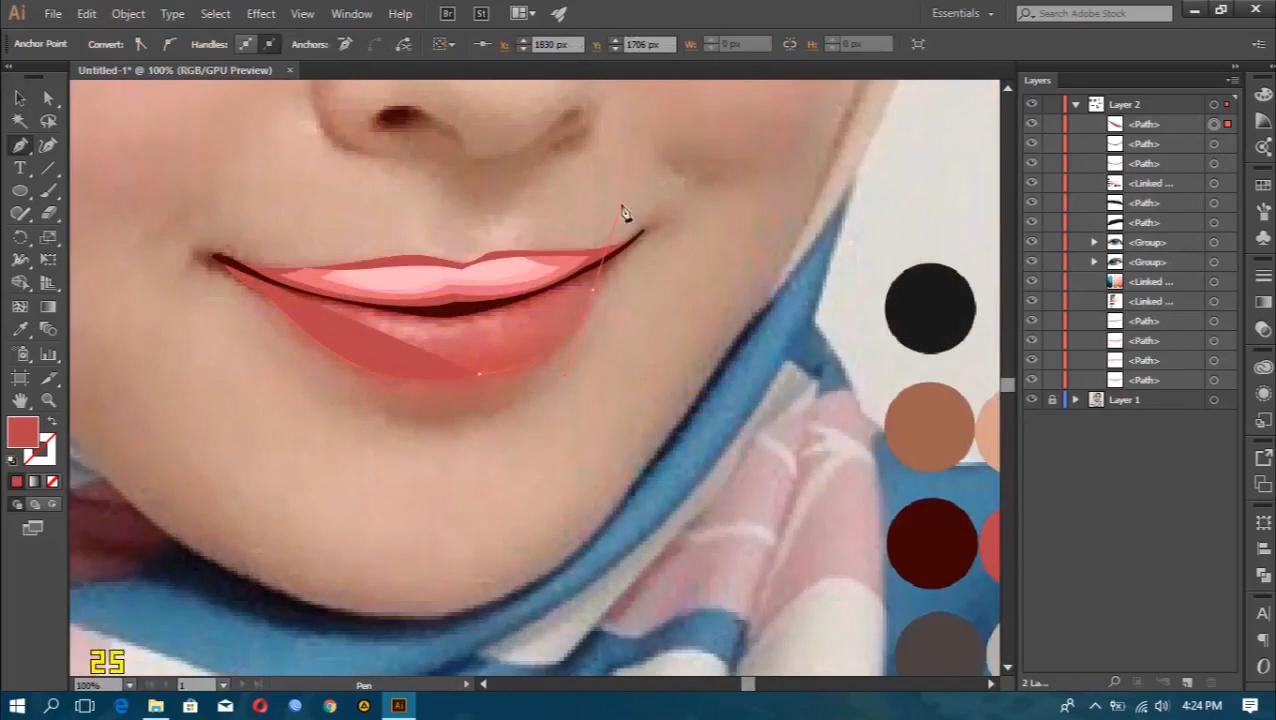 Ai File Edit Object Type Select Effect View Window Help Br St Essentials Search Adobe Stock
Anchor Point Convert: Handles: Anchors: X: 1830 px Y: 1706 px W: 0 px H: 0 px
Untitled-1* @ 100% (RGB/GPU Preview)
Layers
Layer 2
<Path>
<Path>
<Path>
<Linked ...
<Path>
<Path>
<Group>
<Group>
<Linked ...
<Linked ...
<Path>
<Path>
<Path>
<Path>
Layer 1
25
100% 1 Pen
2 La...
4:24 PM